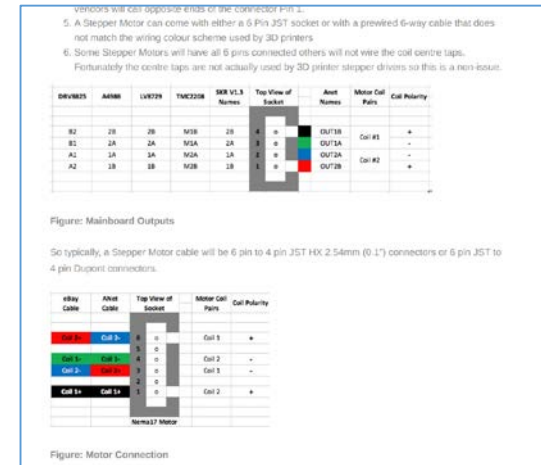 vendors will call opposite ends of the connector Pin 1.
5. A Stepper Motor can come with either a 6 Pin JST socket or with a prewired 6-way cable that does
not match the wiring colour scheme used by 3D printers
6. Some Stepper Motors will have all 6 pins connected others will not wire the coil centre taps.
Fortunately the centre taps are not actually used by 3D printer stepper drivers so this is a non-issue.
DRV8825 A4988 LV8729 TMC2208 SKR V1.3 Names Top View of Socket Anet Names Motor Coil Pairs Coil Polarity
B2 2B 2B M1B 2B 4 o OUT1B Coil #1 +
B1 2A 2A M1A 2A 3 o OUT1A -
A1 1A 1A M2A 1A 2 o OUT2A Coil #2 -
A2 1B 1B M2B 1B 1 o OUT2B +
Figure: Mainboard Outputs
So typically, a Stepper Motor cable will be 6 pin to 4 pin JST HX 2.54mm (0.1") connectors or 6 pin JST to
4 pin Dupont connectors.
eBay Cable ANet Cable Top View of Socket Motor Coil Pairs Coil Polarity
Coil 2+ Coil 2- 6 o Coil 1 +
5 o
Coil 1- Coil 1- 4 o Coil 2 -
Coil 2- Coil 2+ 3 o Coil 1 -
2 o
Coil 1+ Coil 1+ 1 o Coil 2 +
Nema17 Motor
Figure: Motor Connection